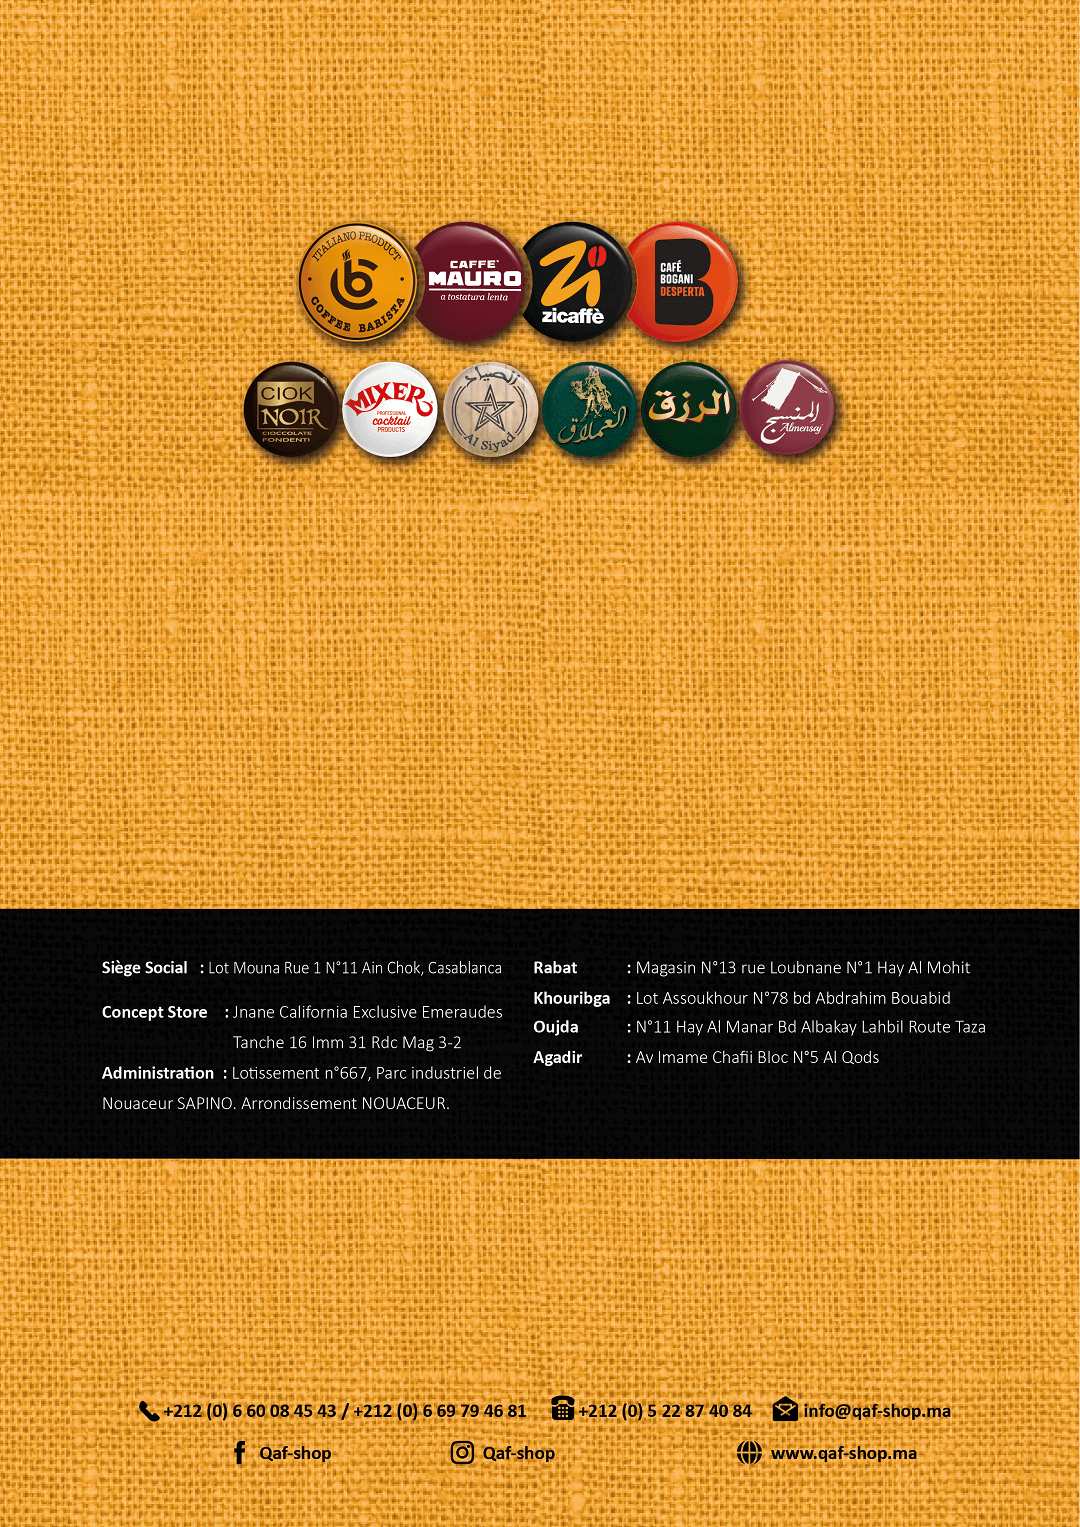 ITALIANO PRODUCT
COFFEE BARISTA
CAFFE`
MAURO
a tostatura lenta
Zi
zicaffè
CAFÉ
BOGANI
DESPERTA
B
CIOK
NOIR
CIOCCOLATE
FONDENTI
MIXER
PROFESSIONAL
cocktail
PRODUCTS
الصياد
Al Siyad
العملاق
الرزق
المنسج
Almensaj
Siège Social : Lot Mouna Rue 1 N°11 Ain Chok, Casablanca
Concept Store : Jnane California Exclusive Emeraudes
Tanche 16 Imm 31 Rdc Mag 3-2
Administration : Lotissement n°667, Parc industriel de
Nouaceur SAPINO. Arrondissement NOUACEUR.
Rabat : Magasin N°13 rue Loubnane N°1 Hay Al Mohit
Khouribga : Lot Assoukhour N°78 bd Abdrahim Bouabid
Oujda : N°11 Hay Al Manar Bd Albakay Lahbil Route Taza
Agadir : Av Imame Chafii Bloc N°5 Al Qods
+212 (0) 6 60 08 45 43 / +212 (0) 6 69 79 46 81 +212 (0) 5 22 87 40 84 info@qaf-shop.ma
Qaf-shop Qaf-shop www.qaf-shop.ma